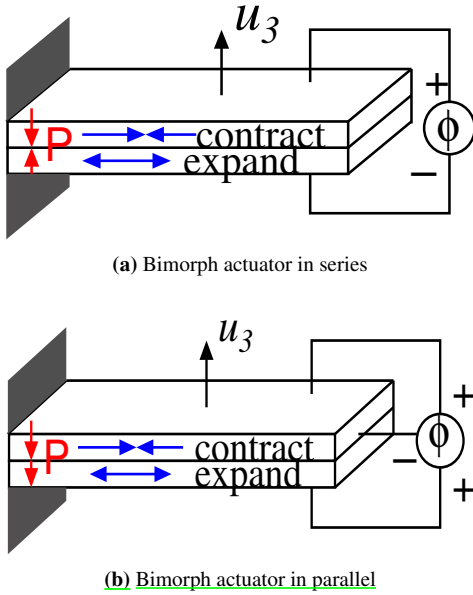 u3
+
P
contract
ϕ
expand
−
(a) Bimorph actuator in series
u3
+
P
contract
−
ϕ
expand
+
(b) Bimorph actuator in parallel